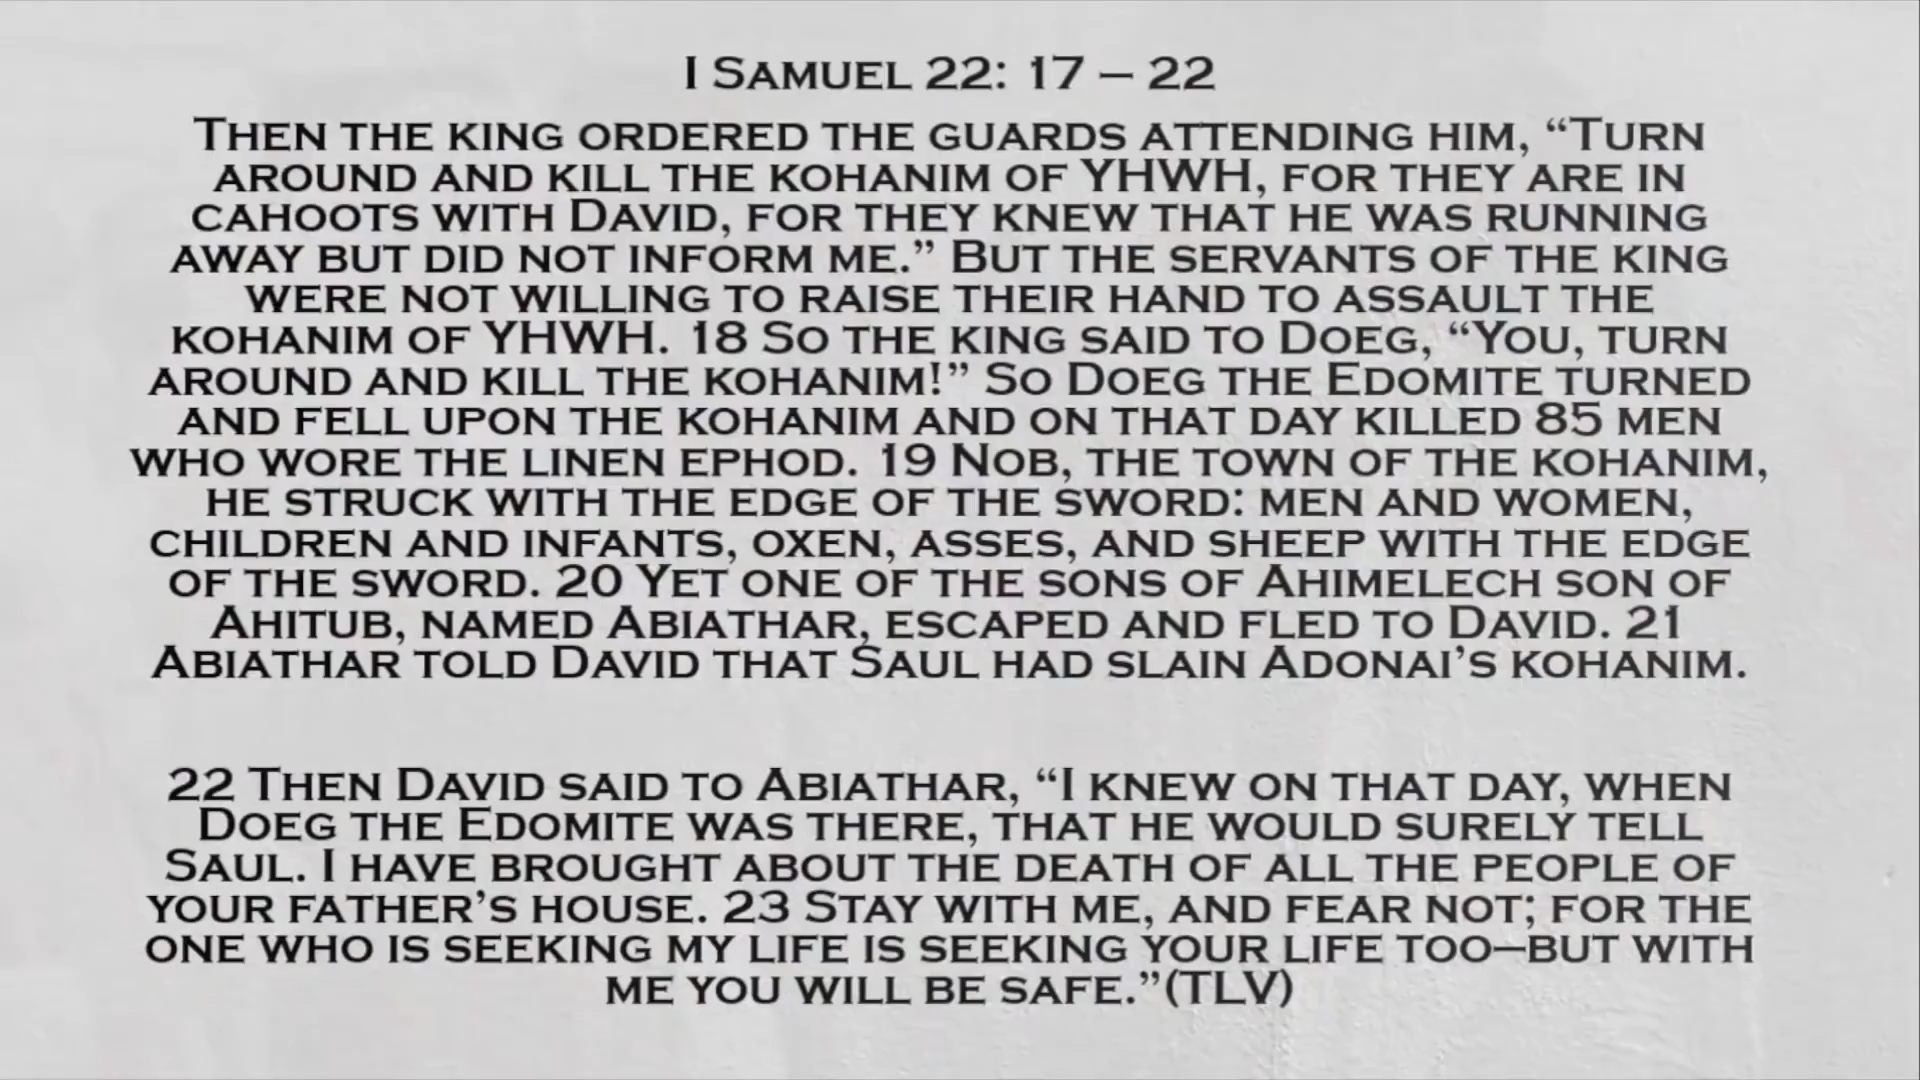 I Samuel 22: 17 – 22
Then the king ordered the guards attending him, “Turn
around and kill the kohanim of YHWH, for they are in
cahoots with David, for they knew that he was running
away but did not inform me.” But the servants of the king
were not willing to raise their hand to assault the
kohanim of YHWH. 18 So the king said to Doeg, “You, turn
around and kill the kohanim!” So Doeg the Edomite turned
and fell upon the kohanim and on that day killed 85 men
who wore the linen ephod. 19 Nob, the town of the kohanim,
he struck with the edge of the sword: men and women,
children and infants, oxen, asses, and sheep with the edge
of the sword. 20 Yet one of the sons of Ahimelech son of
Ahitub, named Abiathar, escaped and fled to David. 21
Abiathar told David that Saul had slain Adonai’s kohanim.
22 Then David said to Abiathar, “I knew on that day, when
Doeg the Edomite was there, that he would surely tell
Saul. I have brought about the death of all the people of
your father’s house. 23 Stay with me, and fear not; for the
one who is seeking my life is seeking your life too—but with
me you will be safe.”(TLV)